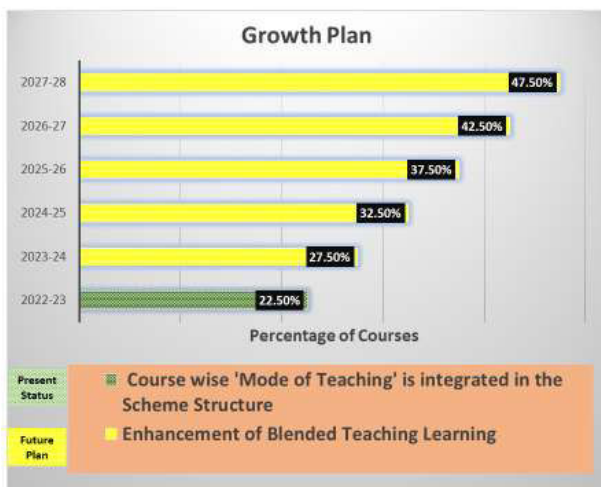 Growth Plan
2027-28
47.50%
2026-27
42.50%
2025-26
37.50%
2024-25
32.50%
2023-24
27.50%
2022-23
22.50%
Percentage of Courses
Present
Status
Course wise 'Mode of Teaching' is integrated in the
Scheme Structure
Enhancement of Blended Teaching Learning
Future
Plan